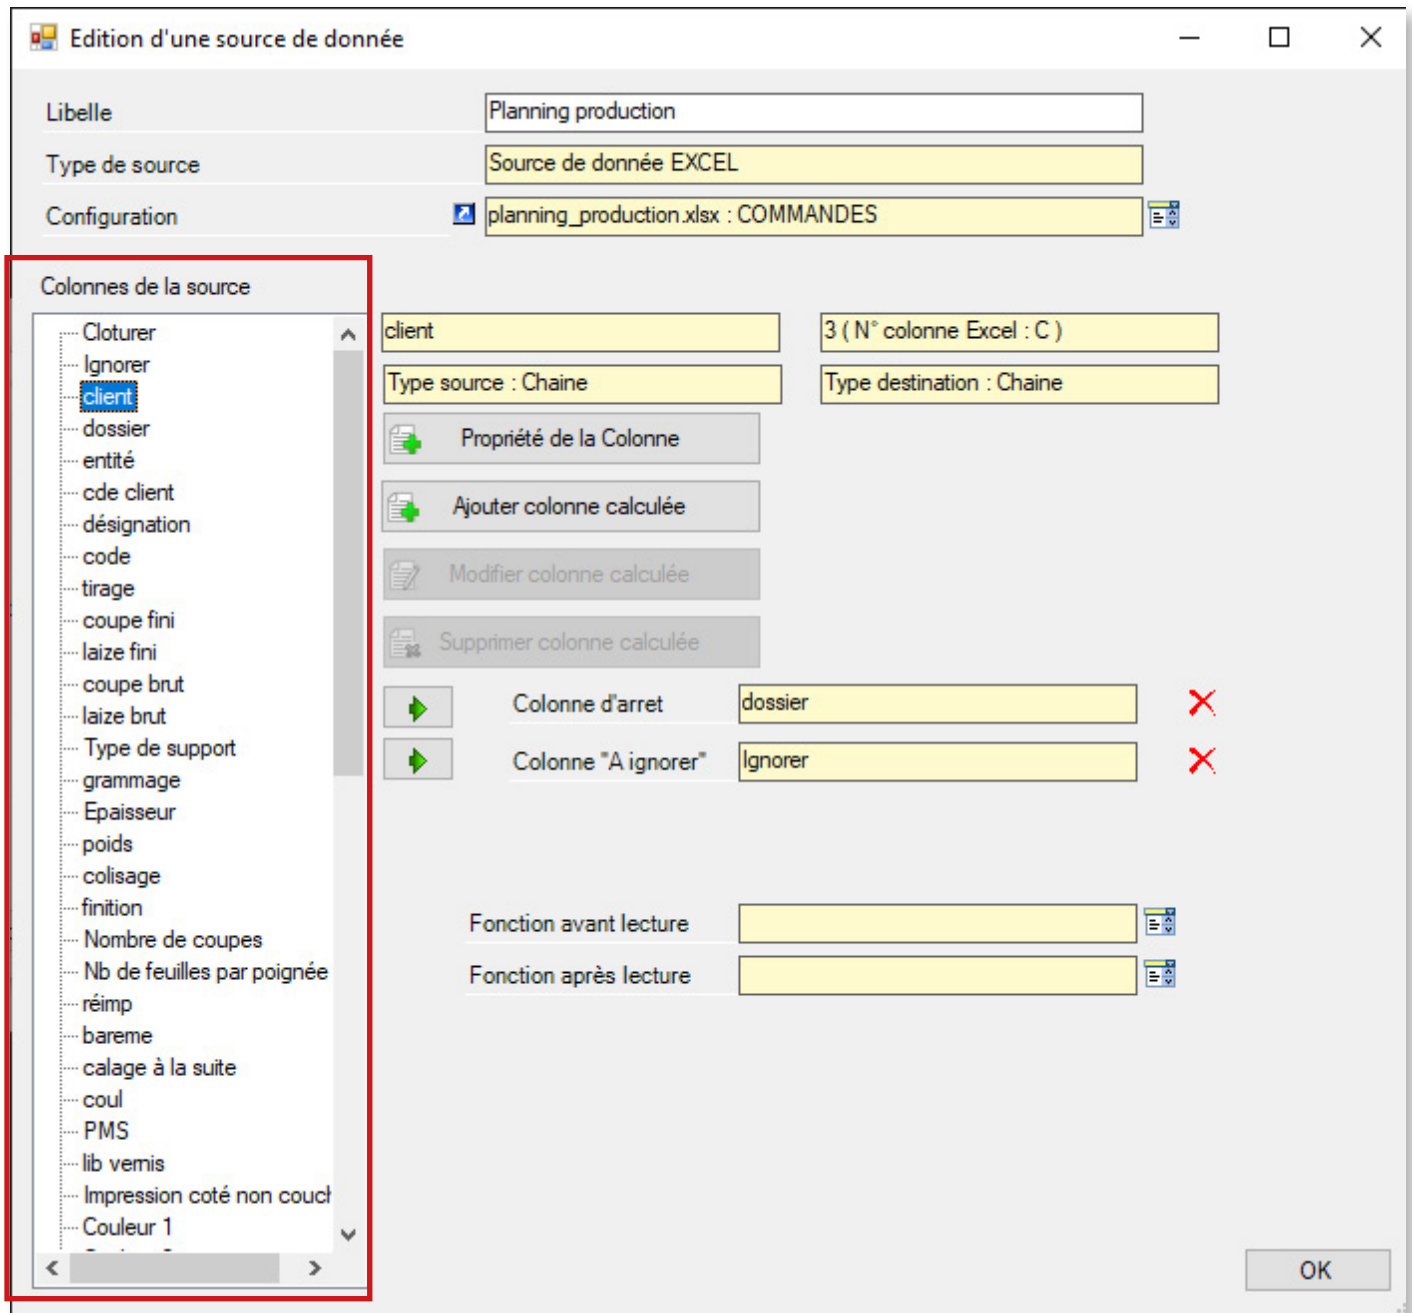 Edition d'une source de donnée
Libelle
Planning production
Type de source
Source de donnée EXCEL
Configuration
planning_production.xlsx : COMMANDES
Colonnes de la source
Cloturer
Ignorer
client
dossier
entité
cde client
désignation
code
tirage
coupe fini
laize fini
coupe brut
laize brut
Type de support
grammage
Epaisseur
poids
colisage
finition
Nombre de coupes
Nb de feuilles par poignée
réimp
bareme
calage à la suite
coul
PMS
lib vernis
Impression coté non couch
Couleur 1
client
3 ( N° colonne Excel : C )
Type source : Chaine
Type destination : Chaine
Propriété de la Colonne
Ajouter colonne calculée
Modifier colonne calculée
Supprimer colonne calculée
Colonne d'arret
dossier
Colonne "A ignorer"
Ignorer
Fonction avant lecture
Fonction après lecture
OK